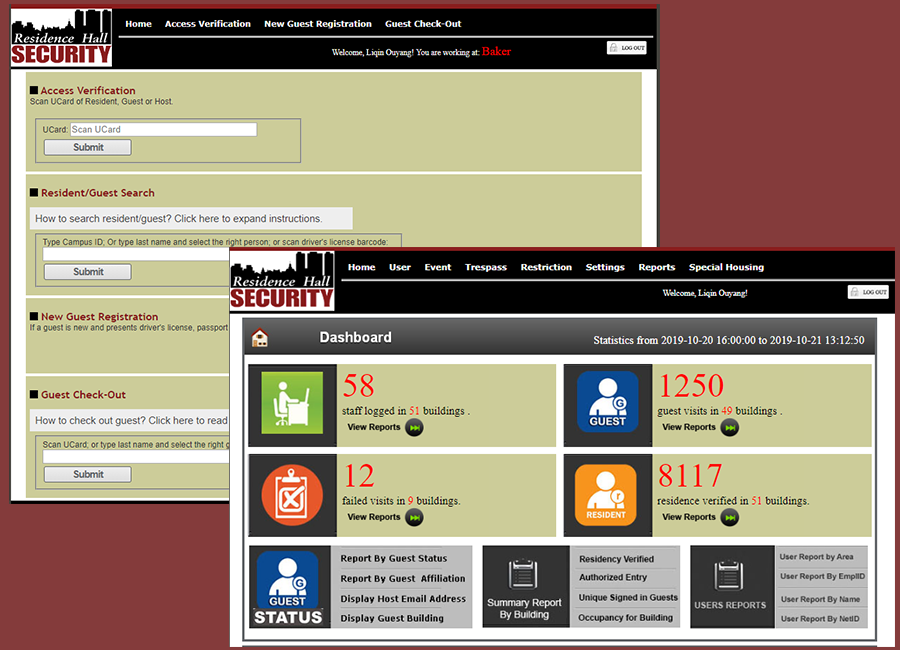 Residence Hall
SECURITY
Home Access Verification New Guest Registration Guest Check-Out
Welcome, Liqin Ouyang! You are working at: Baker
LOG OUT
Access Verification
Scan UCard of Resident, Guest or Host.
UCard: Scan UCard
Submit
Resident/Guest Search
How to search resident/guest? Click here to expand instructions.
Type Campus ID; Or type last name and select the right person; or scan driver's license barcode:
Submit
New Guest Registration
If a guest is new and presents driver's license, passport
Guest Check-Out
How to check out guest? Click here to read
Scan UCard; or type last name and select the right g
Submit
Residence Hall
SECURITY
Home User Event Trespass Restriction Settings Reports Special Housing
Welcome, Liqin Ouyang!
LOG OUT
Dashboard
Statistics from 2019-10-20 16:00:00 to 2019-10-21 13:12:50
58
staff logged in 51 buildings .
View Reports
G
GUEST
1250
guest visits in 49 buildings .
View Reports
12
failed visits in 9 buildings.
View Reports
r
RESIDENT
8117
residence verified in 51 buildings.
View Reports
G
GUEST
STATUS
Report By Guest Status
Report By Guest Affiliation
Display Host Email Address
Display Guest Building
Summary Report
By Building
Residency Verified
Authorized Entry
Unique Signed in Guests
Occupancy for Building
USERS REPORTS
User Report by Area
User Report By EmplID
User Report By Name
User Report By NetID